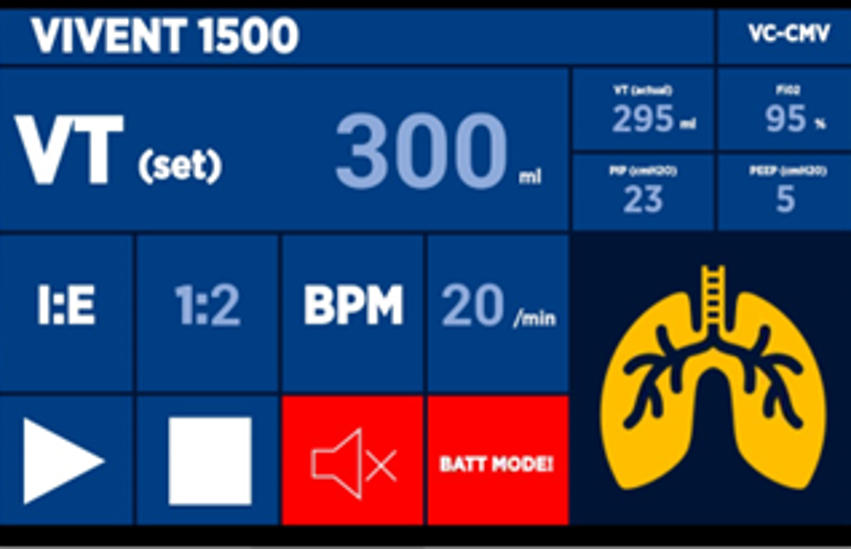 VIVENT 1500
VC-CMV
VT (set) 300 ml
VT (actual)
295 ml
FiO2
95 %
PIP (cmH2O)
23
PEEP (cmH2O)
5
I:E 1:2 BPM 20 /min
BATT MODE!